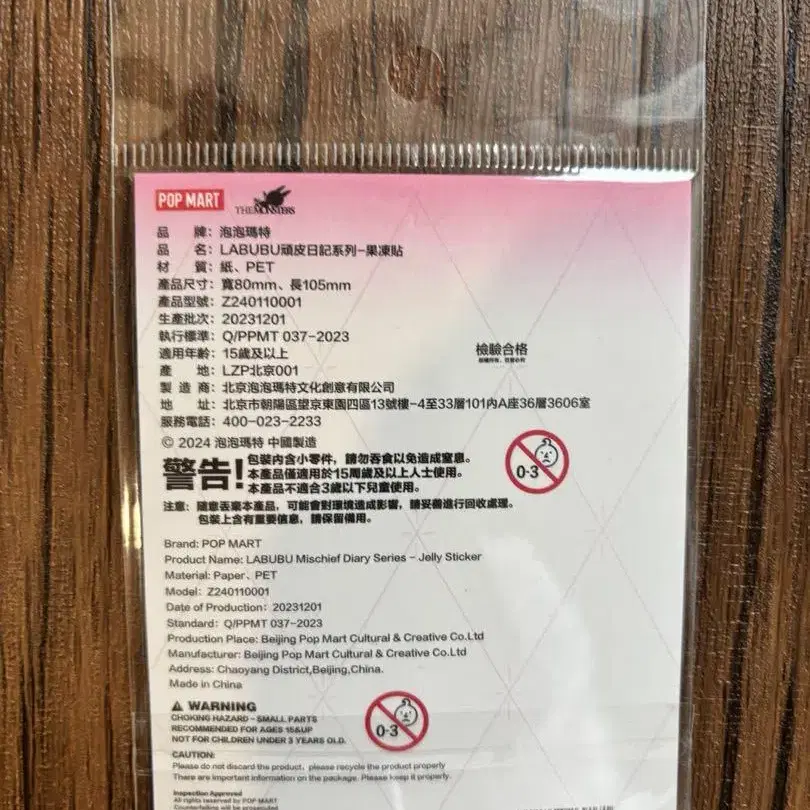 POP MART THE MONSTERS
品 牌：泡泡瑪特
品 名：LABUBU頑皮日記系列-果凍貼
材 質：紙、PET
產品尺寸：寬80mm、長105mm
產品型號：Z240110001
生產批次：20231201
執行標準：Q/PPMT 037-2023
適用年齡：15歲及以上
檢驗合格
版權所有，仿冒必究
產 地：LZP北京001
製 造 商：北京泡泡瑪特文化創意有限公司
地 址：北京市朝陽區望京東園四區13號樓-4至33層101內A座36層3606室
服務電話：400-023-2233
© 2024 泡泡瑪特 中國製造
警告！
包裝內含小零件，請勿吞食以免造成窒息。
本產品僅適用於15周歲及以上人士使用。
本產品不適合3歲以下兒童使用。
0-3
注意：隨意丟棄本產品，可能會對環境造成影響，請妥善進行回收處理。
包裝上含有重要信息，請保留備用。
Brand: POP MART
Product Name: LABUBU Mischief Diary Series - Jelly Sticker
Material: Paper、PET
Model: Z240110001
Date of Production: 20231201
Standard: Q/PPMT 037-2023
Production Place: Beijing Pop Mart Cultural & Creative Co.Ltd
Manufacturer: Beijing Pop Mart Cultural & Creative Co.Ltd
Address: Chaoyang District,Beijing,China.
Made in China
WARNING
CHOKING HAZARD - SMALL PARTS
RECOMMENDED FOR AGES 15&UP
NOT FOR CHILDREN UNDER 3 YEARS OLD.
0-3
CAUTION:
Please do not discard the product, please recycle the product properly
There are important information on the package. Please keep it properly.
Inspection Approved
All rights reserved by POP MART
Counterfeiting will be prosecuted